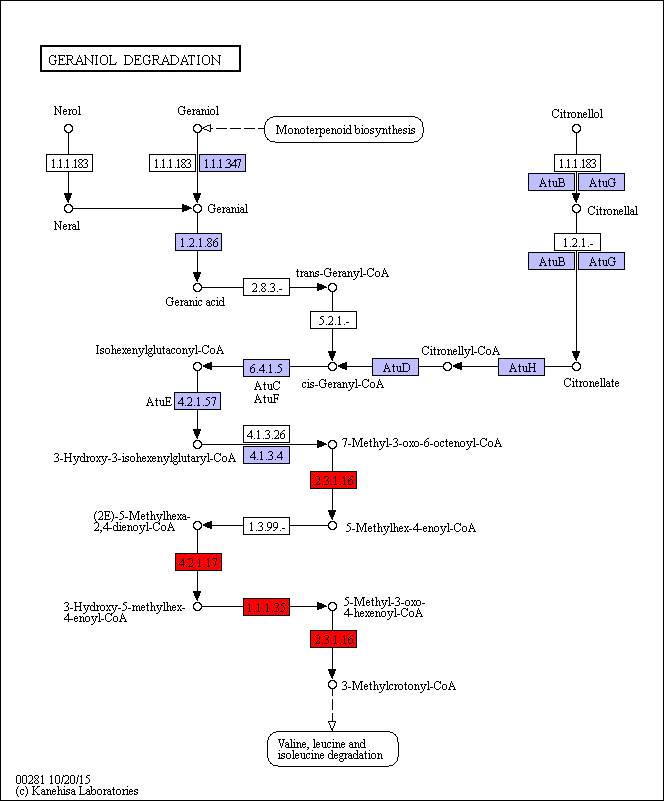 GERANIOL DEGRADATION
Nerol
Geraniol
Citronellol
Monoterpenoid biosynthesis
1.1.1.183
1.1.1.183
1.1.1.347
1.1.1.183
AtuB
AtuG
Neral
Geranial
Citronellal
1.2.1.86
1.2.1.-
AtuB
AtuG
trans-Geranyl-CoA
2.8.3.-
Geranic acid
5.2.1.-
Isohexenylglutaconyl-CoA
Citronellyl-CoA
6.4.1.5
AtuD
AtuH
AtuC
AtuF
cis-Geranyl-CoA
Citronellate
AtuE
4.2.1.57
4.1.3.26
4.1.3.4
3-Hydroxy-3-isohexenylglutaryl-CoA
7-Methyl-3-oxo-6-octenoyl-CoA
2.3.1.16
(2E)-5-Methylhexa-
2,4-dienoyl-CoA
1.3.99.-
5-Methylhex-4-enoyl-CoA
4.2.1.17
3-Hydroxy-5-methylhex-
4-enoyl-CoA
1.1.1.35
5-Methyl-3-oxo-
4-hexenoyl-CoA
2.3.1.16
3-Methylcrotonyl-CoA
Valine, leucine and
isoleucine degradation
00281 10/20/15
(c) Kanehisa Laboratories